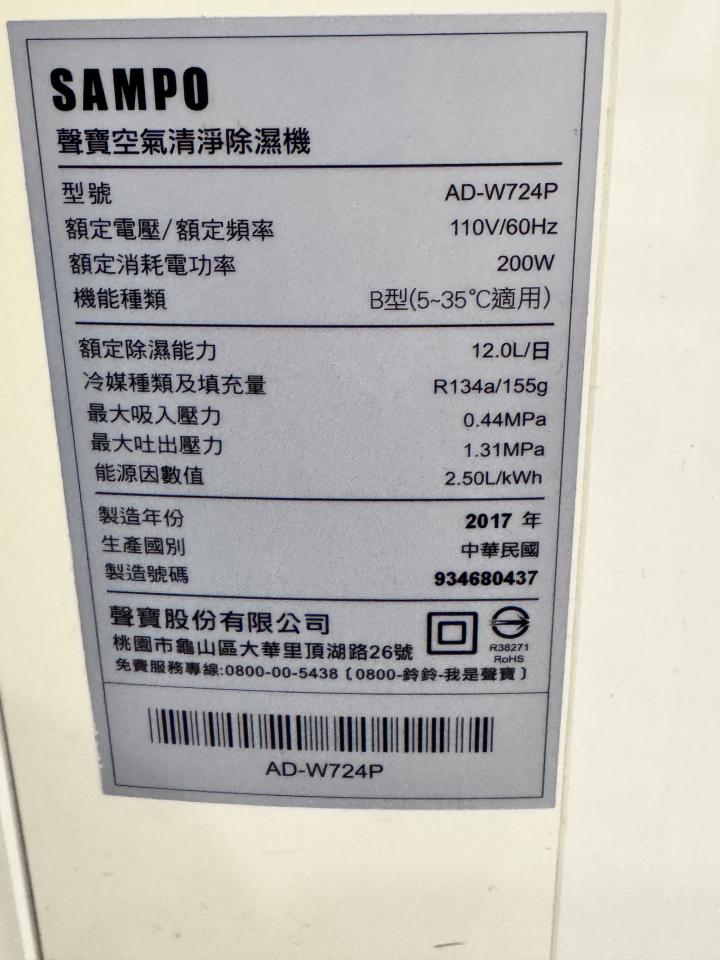 SAMPO
聲寶空氣清淨除濕機
型號 AD-W724P
額定電壓/額定頻率 110V/60Hz
額定消耗電功率 200W
機能種類 B型(5~35℃適用)
額定除濕能力 12.0L/日
冷媒種類及填充量 R134a/155g
最大吸入壓力 0.44MPa
最大吐出壓力 1.31MPa
能源因數值 2.50L/kWh
製造年份 2017 年
生產國別 中華民國
製造號碼 934680437
聲寶股份有限公司
桃園市龜山區大華里頂湖路26號
免費服務專線:0800-00-5438〔0800-鈴鈴-我是聲寶〕
R38271
RoHS
AD-W724P